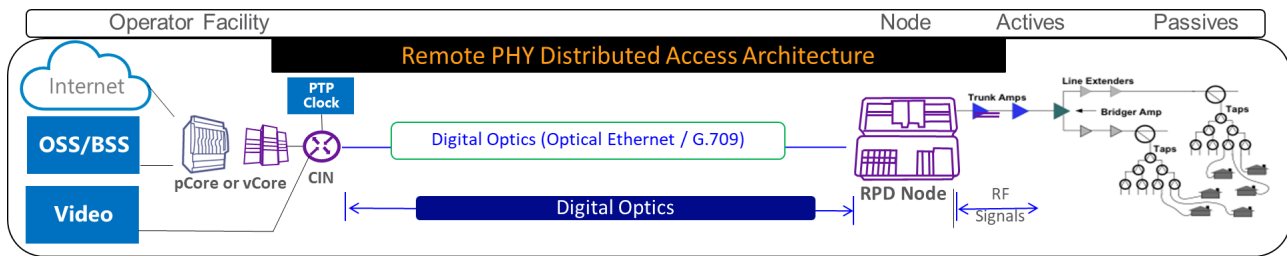 Operator Facility
Node
Actives
Passives
Remote PHY Distributed Access Architecture
Internet
OSS/BSS
Video
pCore or vCore
PTP
Clock
CIN
Digital Optics (Optical Ethernet / G.709)
Digital Optics
RPD Node
RF
Signals
Trunk Amps
Line Extenders
Bridger Amp
Taps
Taps